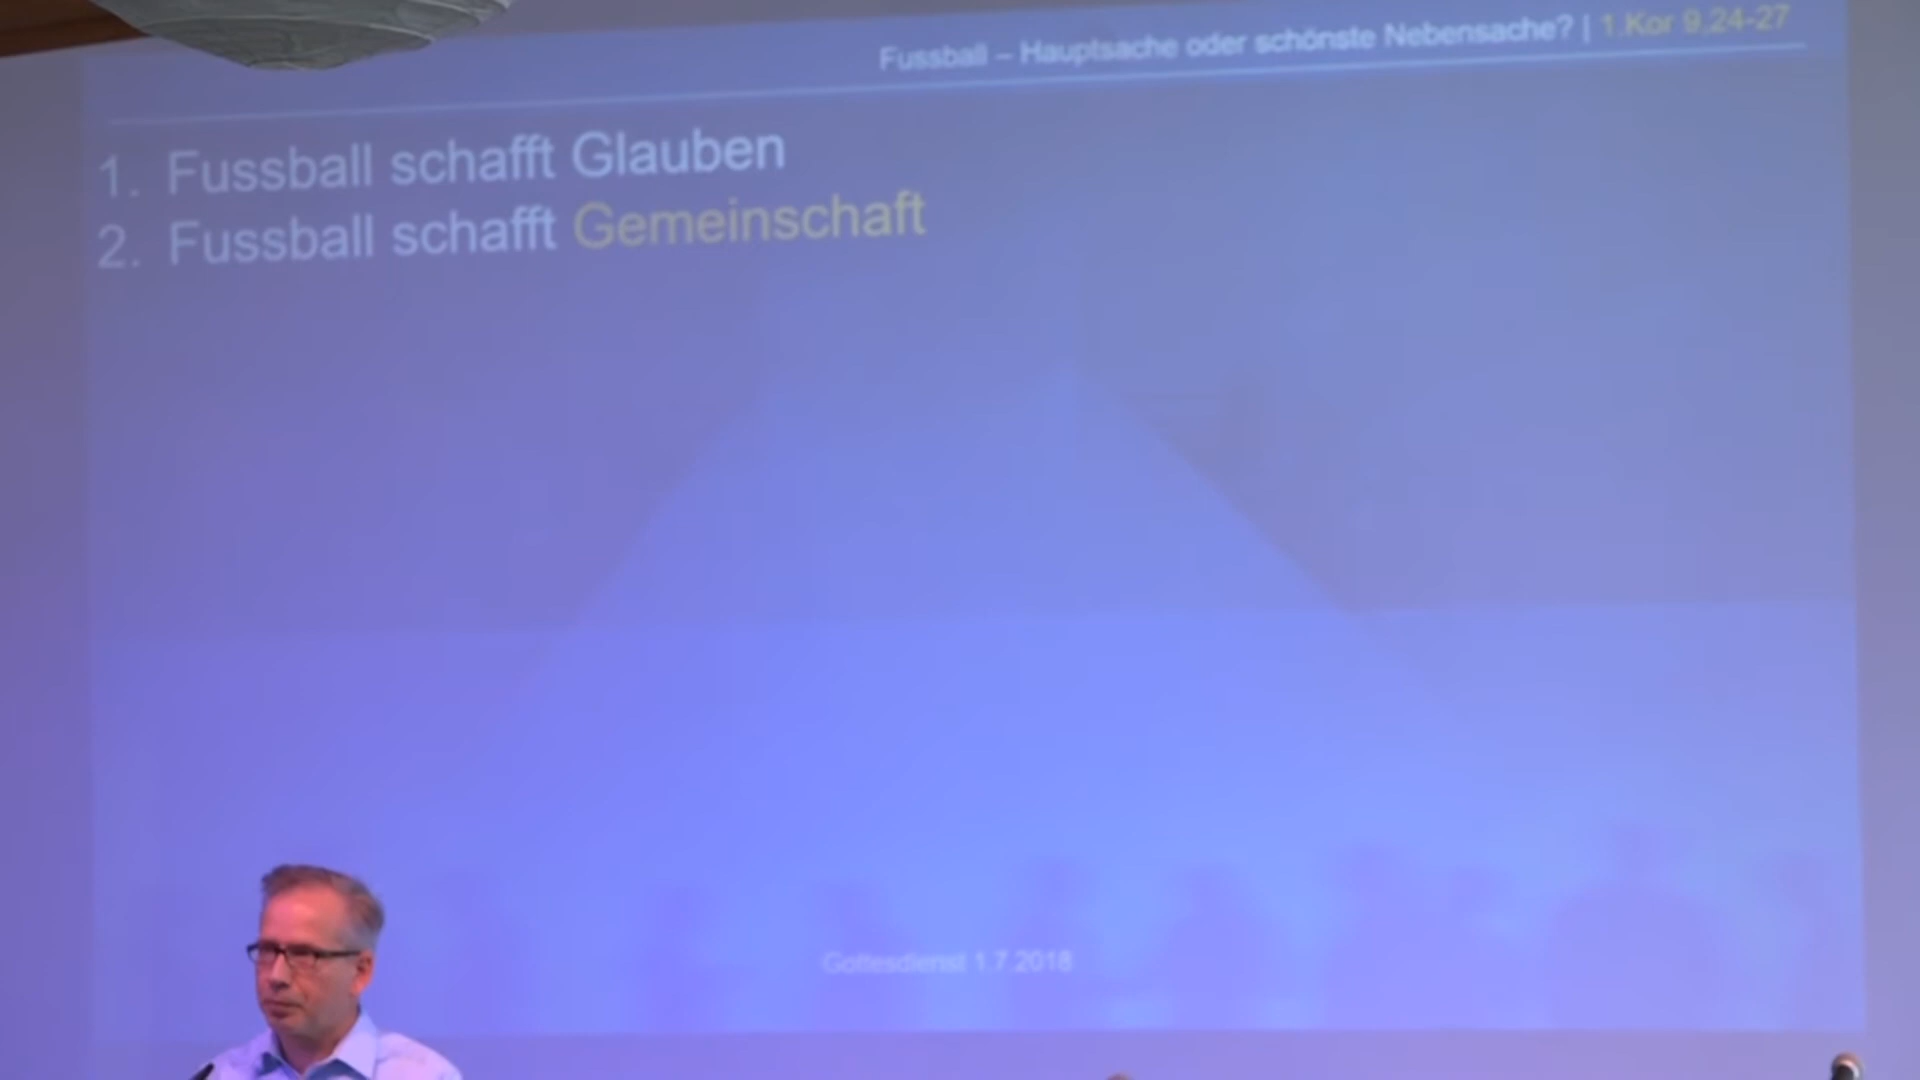 Fussball – Hauptsache oder schönste Nebensache? | 1.Kor 9,24-27
1. Fussball schafft Glauben
2. Fussball schafft Gemeinschaft
Gottesdienst 1.7.2018